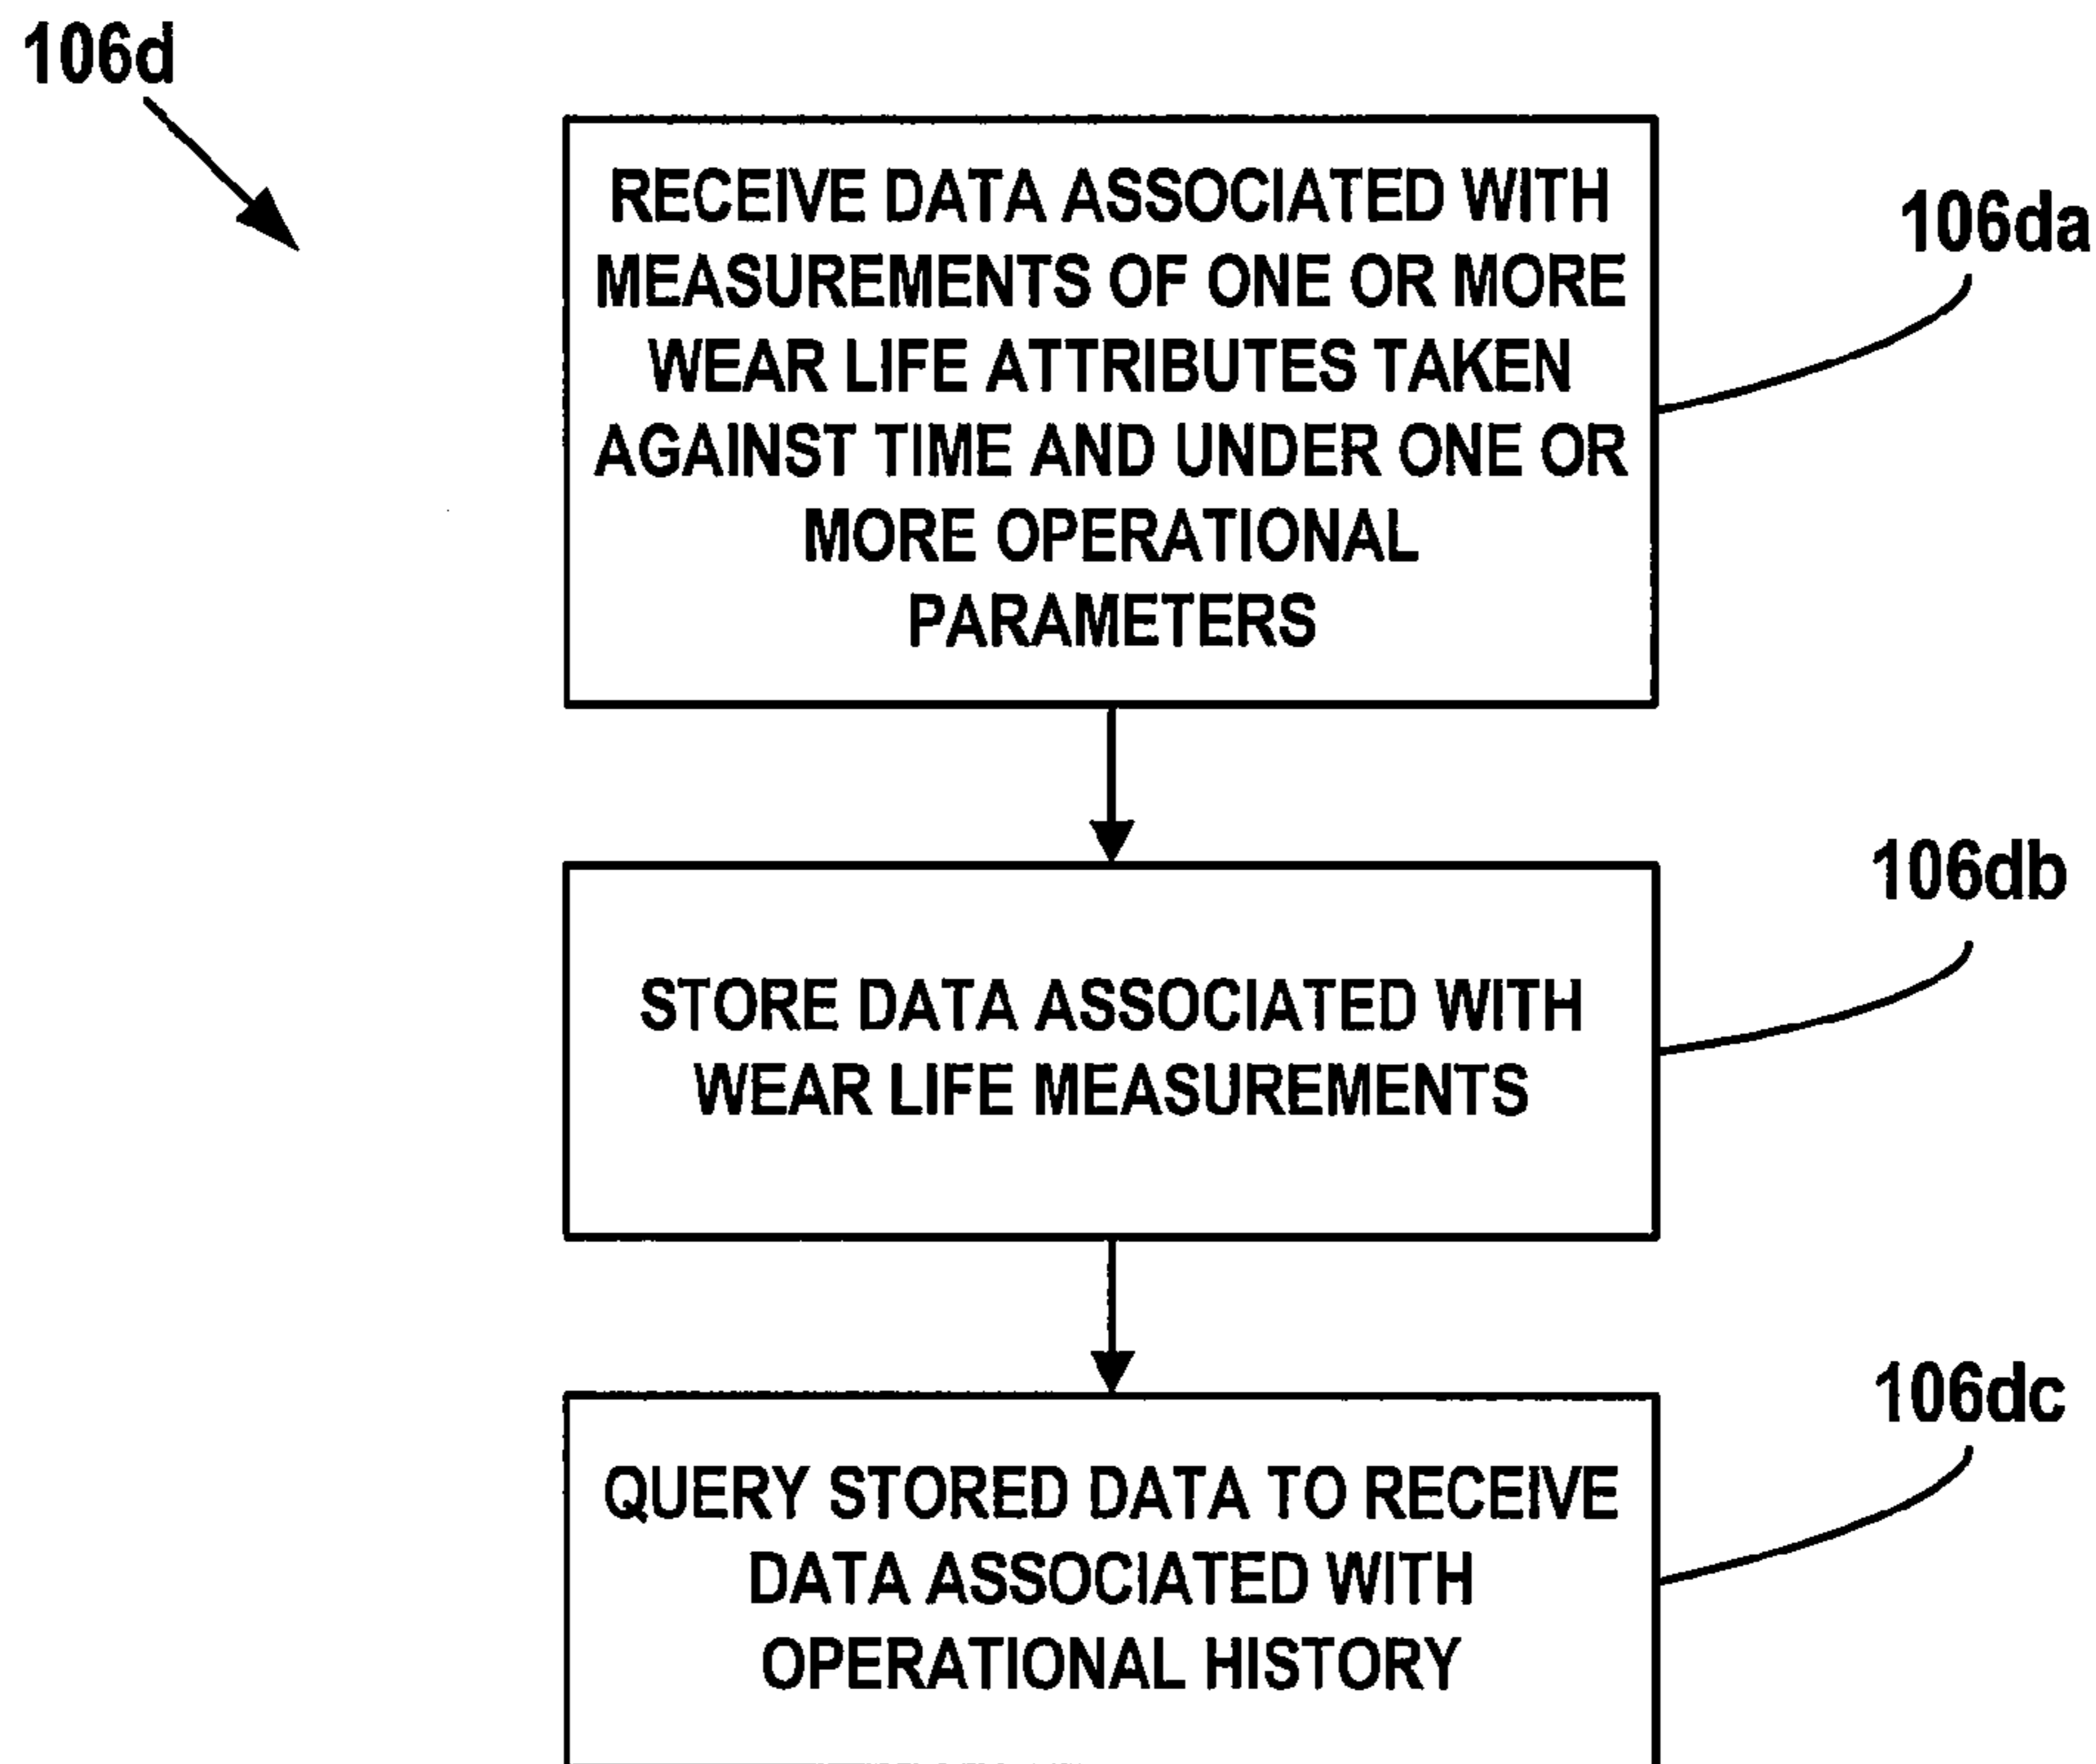 106d
RECEIVE DATA ASSOCIATED WITH
MEASUREMENTS OF ONE OR MORE
WEAR LIFE ATTRIBUTES TAKEN
AGAINST TIME AND UNDER ONE OR
MORE OPERATIONAL
PARAMETERS
106da
STORE DATA ASSOCIATED WITH
WEAR LIFE MEASUREMENTS
106db
QUERY STORED DATA TO RECEIVE
DATA ASSOCIATED WITH
OPERATIONAL HISTORY
106dc